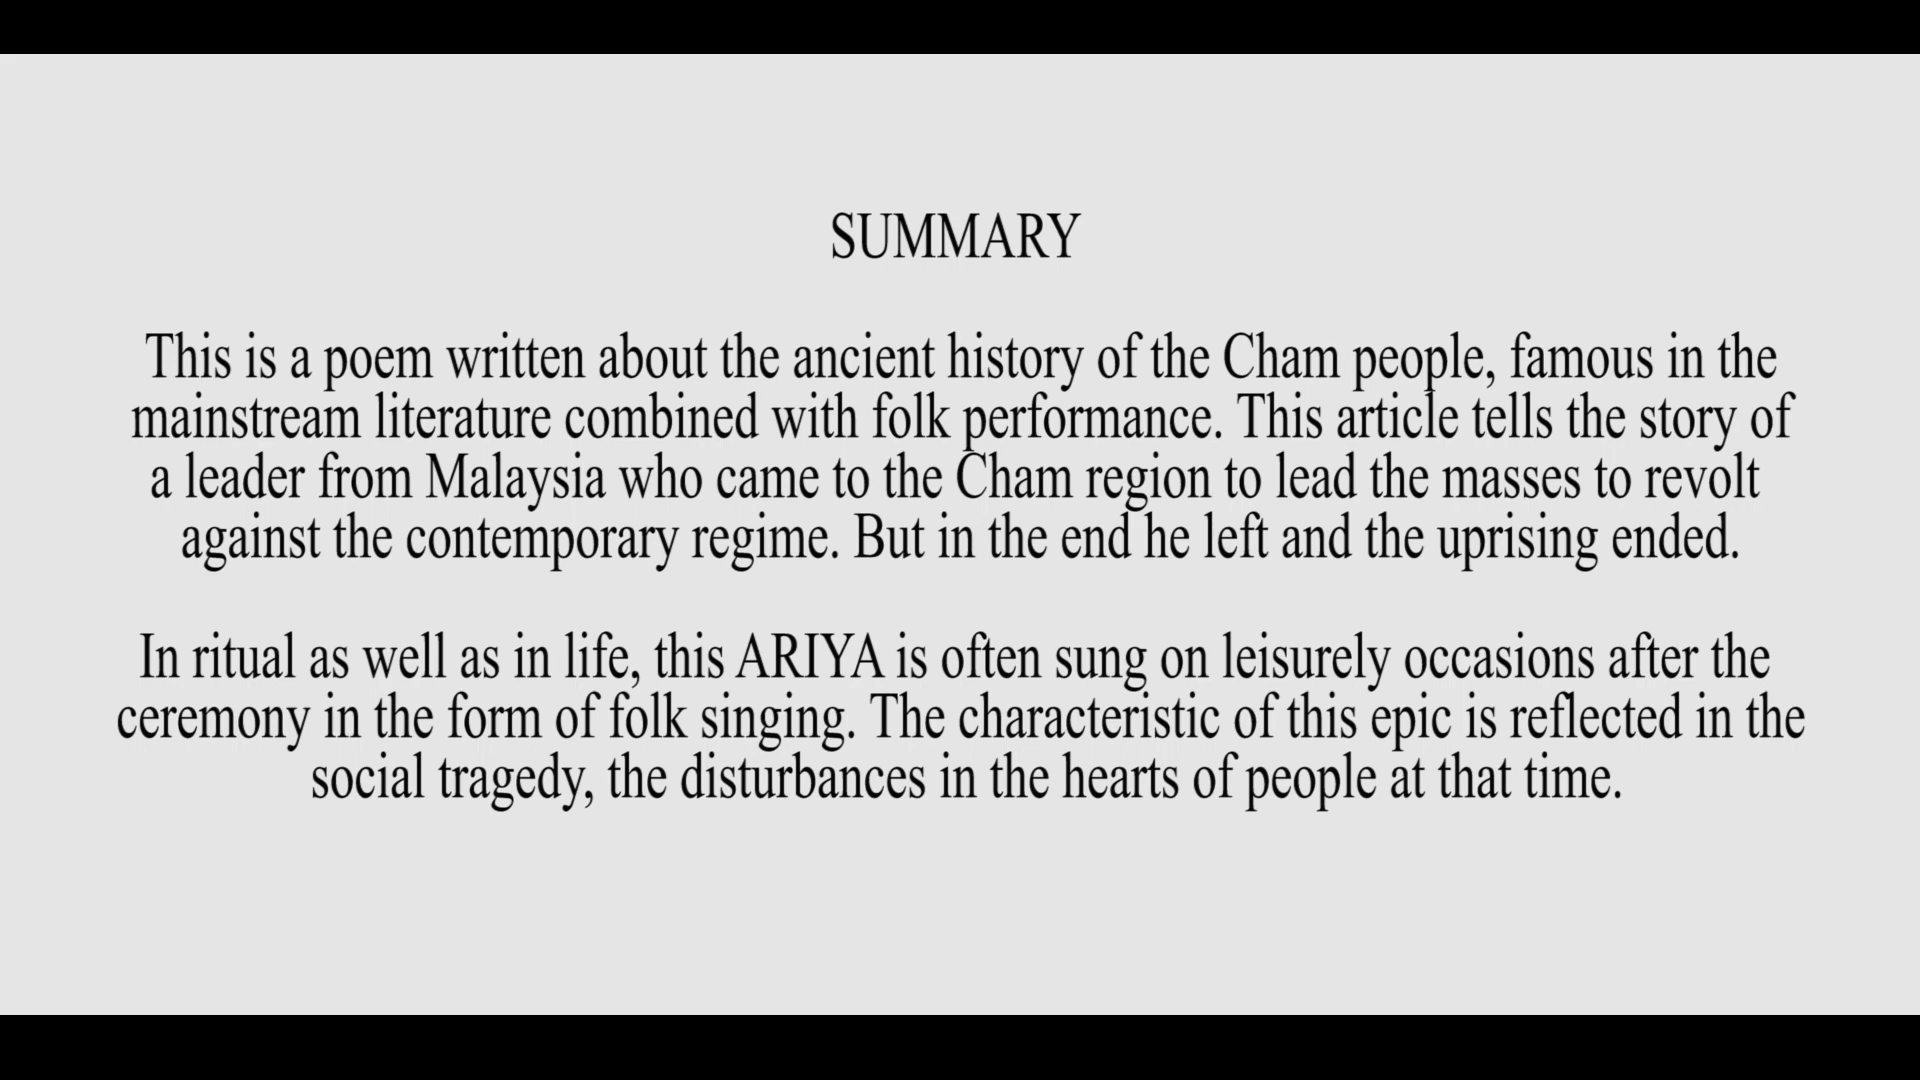 SUMMARY
This is a poem written about the ancient history of the Cham people, famous in the
mainstream literature combined with folk performance. This article tells the story of
a leader from Malaysia who came to the Cham region to lead the masses to revolt
against the contemporary regime. But in the end he left and the uprising ended.
In ritual as well as in life, this ARIYA is often sung on leisurely occasions after the
ceremony in the form of folk singing. The characteristic of this epic is reflected in the
social tragedy, the disturbances in the hearts of people at that time.